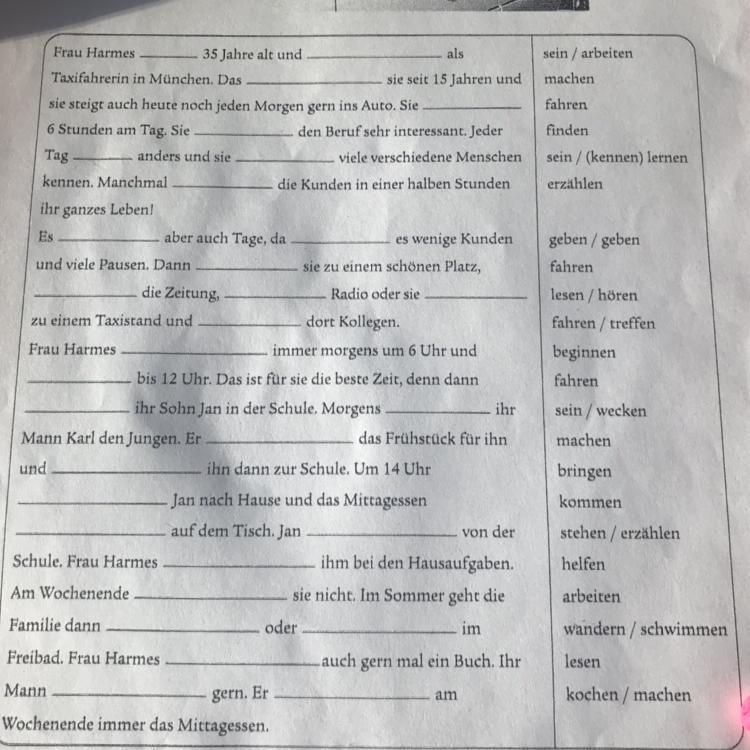 Frau Harmes ________ 35 Jahre alt und ________________ als sein / arbeiten
Taxifahrerin in München. Das ________________ sie seit 15 Jahren und machen
sie steigt auch heute noch jeden Morgen gern ins Auto. Sie ____________ fahren
6 Stunden am Tag. Sie ____________ den Beruf sehr interessant. Jeder finden
Tag ________ anders und sie ____________ viele verschiedene Menschen sein / (kennen) lernen
kennen. Manchmal ____________ die Kunden in einer halben Stunden erzählen
ihr ganzes Leben!
Es ____________ aber auch Tage, da ____________ es wenige Kunden geben / geben
und viele Pausen. Dann ____________ sie zu einem schönen Platz, fahren
____________ die Zeitung, ____________ Radio oder sie ____________ lesen / hören
zu einem Taxistand und ____________ dort Kollegen. fahren / treffen
Frau Harmes ________________ immer morgens um 6 Uhr und beginnen
____________ bis 12 Uhr. Das ist für sie die beste Zeit, denn dann fahren
____________ ihr Sohn Jan in der Schule. Morgens ____________ ihr sein / wecken
Mann Karl den Jungen. Er ________________ das Frühstück für ihn machen
und ________________ ihn dann zur Schule. Um 14 Uhr bringen
________________ Jan nach Hause und das Mittagessen kommen
________________ auf dem Tisch. Jan ________________ von der stehen / erzählen
Schule. Frau Harmes ________________ ihm bei den Hausaufgaben. helfen
Am Wochenende ________________ sie nicht. Im Sommer geht die arbeiten
Familie dann ________________ oder ________________ im wandern / schwimmen
Freibad. Frau Harmes ________________ auch gern mal ein Buch. Ihr lesen
Mann ________________ gern. Er ________________ am kochen / machen
Wochenende immer das Mittagessen.